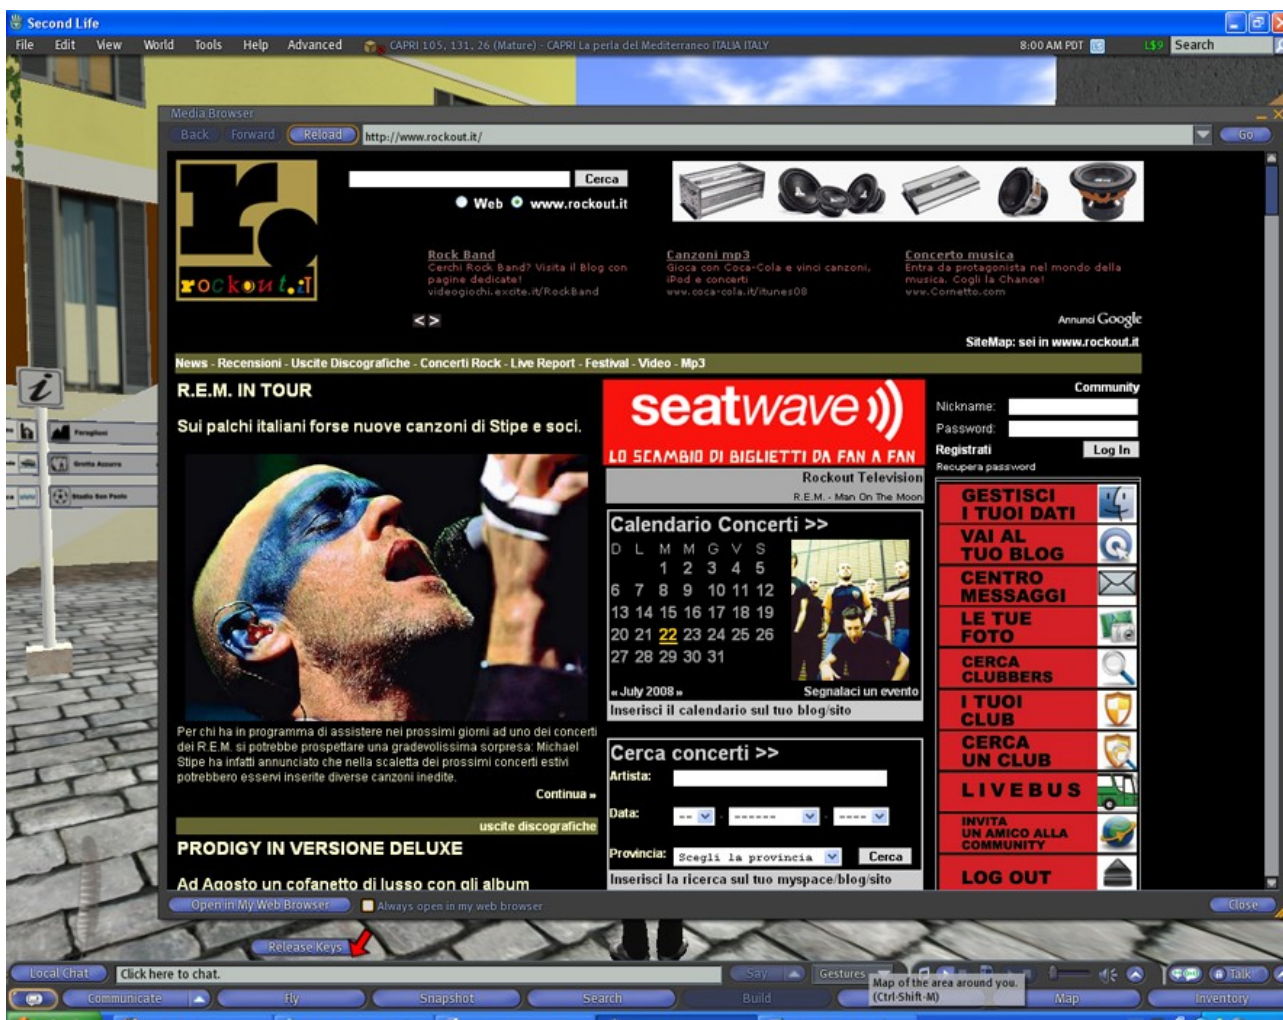 Second Life
File Edit View World Tools Help Advanced CAPRI 105, 131, 26 (Mature) - CAPRI La perla del Mediterraneo ITALIA ITALY 8:00 AM PDT L$9 Search
Media Browser
Back Forward Reload http://www.rockout.it/ Go
r.
rockout.iT
Cerca
Web www.rockout.it
Rock Band
Cerchi Rock Band? Visita il Blog con
pagine dedicate!
videogiochi.excite.it/RockBand
Canzoni mp3
Gioca con Coca-Cola e vinci canzoni,
iPod e concerti
www.coca-cola.it/itunes08
Concerto musica
Entra da protagonista nel mondo della
musica. Cogli la Chance!
www.Cornetto.com
< >
Annunci Google
SiteMap: sei in www.rockout.it
News - Recensioni - Uscite Discografiche - Concerti Rock - Live Report - Festival - Video - Mp3
R.E.M. IN TOUR
Sui palchi italiani forse nuove canzoni di Stipe e soci.
Per chi ha in programma di assistere nei prossimi giorni ad uno dei concerti
dei R.E.M. si potrebbe prospettare una gradevolissima sorpresa: Michael
Stipe ha infatti annunciato che nella scaletta dei prossimi concerti estivi
potrebbero esservi inserite diverse canzoni inedite.
Continua »
uscite discografiche
PRODIGY IN VERSIONE DELUXE
Ad Agosto un cofanetto di lusso con gli album
seatwave
LO SCAMBIO DI BIGLIETTI DA FAN A FAN
Rockout Television
R.E.M. - Man On The Moon
Calendario Concerti >>
D L M M G V S
1 2 3 4 5
6 7 8 9 10 11 12
13 14 15 16 17 18 19
20 21 22 23 24 25 26
27 28 29 30 31
« July 2008 » Segnalaci un evento
Inserisci il calendario sul tuo blog/sito
Cerca concerti >>
Artista:
Data: -- - ------ - ----
Provincia: Scegli la provincia Cerca
Inserisci la ricerca sul tuo myspace/blog/sito
Community
Nickname:
Password:
Registrati Log In
Recupera password
GESTISCI
I TUOI DATI
VAI AL
TUO BLOG
CENTRO
MESSAGGI
LE TUE
FOTO
CERCA
CLUBBERS
I TUOI
CLUB
CERCA
UN CLUB
LIVEBUS
INVITA
UN AMICO ALLA
COMMUNITY
LOG OUT
i
h Faraglioni
Grotta Azzurra
Stadio San Paolo
Open in My Web Browser Always open in my web browser Close
Release Keys
Local Chat Click here to chat. Say Gestures Talk
Map of the area around you.
(Ctrl-Shift-M)
Communicate Fly Snapshot Search Build Map Inventory